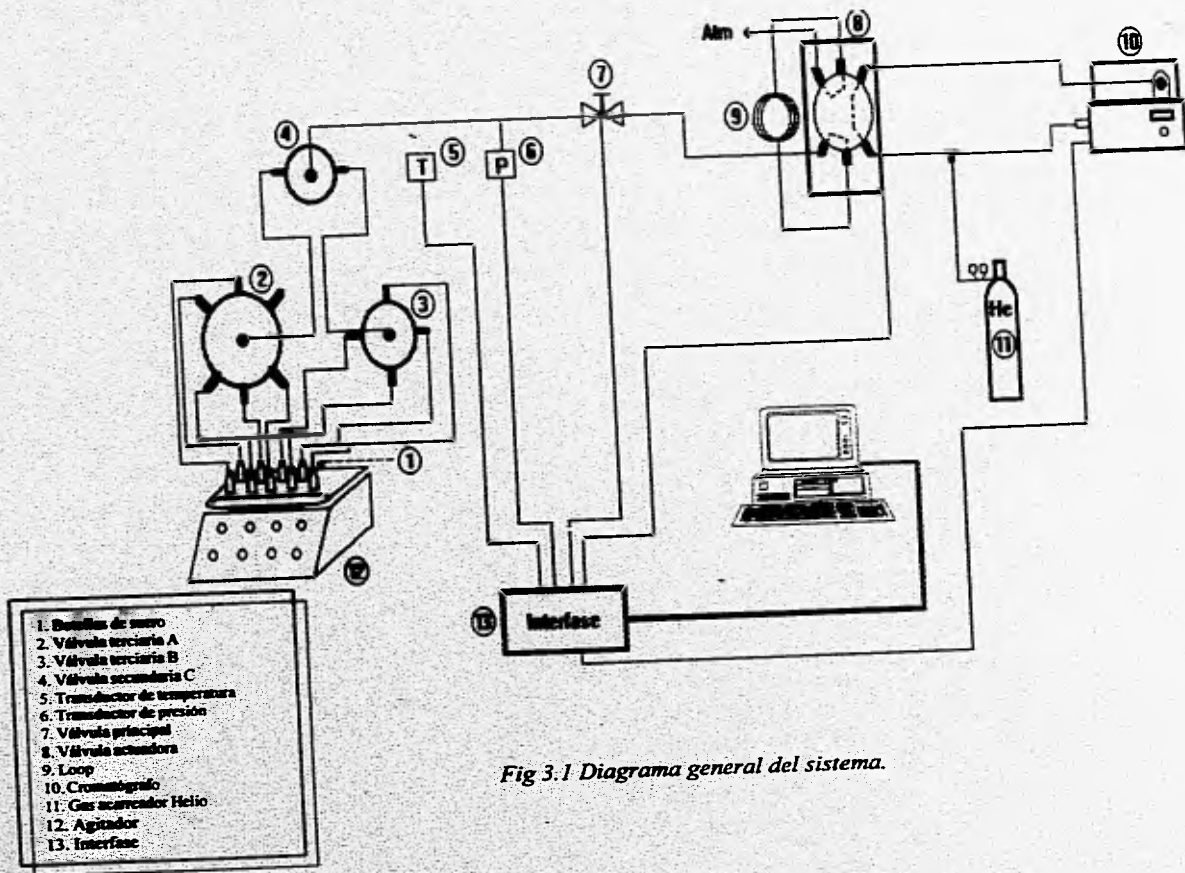 Atm
8
10
7
9
4
T
5
P
6
2
3
He
11
1
12
13
Interfase
1. Botellas de suero
2. Válvula terciaria A
3. Válvula terciaria B
4. Válvula secundaria C
5. Transductor de temperatura
6. Transductor de presión
7. Válvula principal
8. Válvula actuadora
9. Loop
10. Cromatógrafo
11. Gas acarreador Helio
12. Agitador
13. Interfase
Fig 3.1 Diagrama general del sistema.